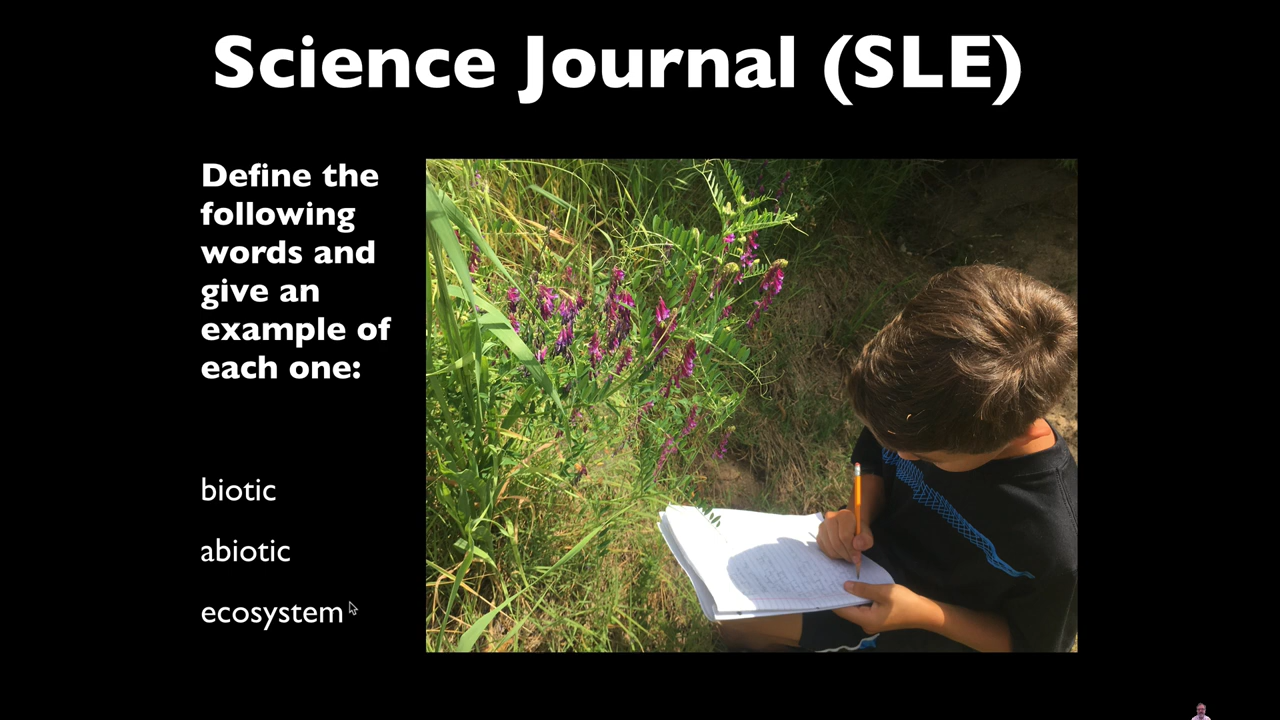 Science Journal (SLE)
Define the
following
words and
give an
example of
each one:
biotic
abiotic
ecosystem